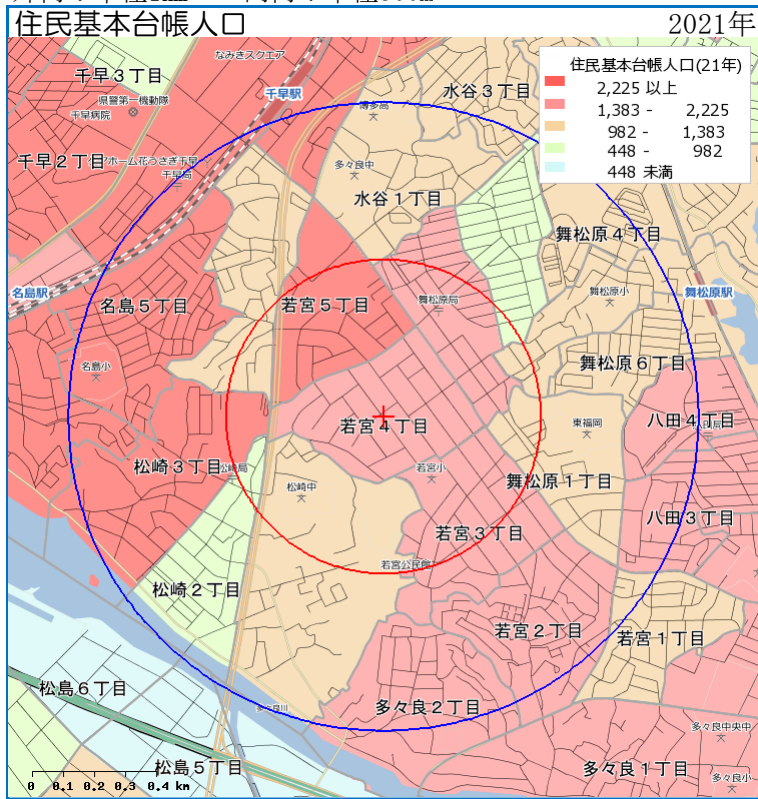 住民基本台帳人口
2021年
住民基本台帳人口(21年)
2,225 以上
1,383 - 2,225
982 - 1,383
448 - 982
448 未満
なみきスクエア
千早3丁目
千早駅
水谷3丁目
県警第一機動隊
千早病院
博多高
千早2丁目
アホーム花うさぎ千早
千早局
多々良中
水谷1丁目
舞松原4丁目
名島駅
名島5丁目
若宮5丁目
舞松原局
舞松原小
舞松原駅
名島小
舞松原6丁目
若宮4丁目
東福岡
八田4丁目
松崎3丁目
松崎局
若宮小
松崎中
舞松原1丁目
若宮3丁目
八田3丁目
若宮公民館
松崎2丁目
若宮2丁目
若宮1丁目
松島6丁目
多々良川
多々良2丁目
多々良中央中
松島5丁目
多々良1丁目
多々良小
0 0.1 0.2 0.3 0.4 km